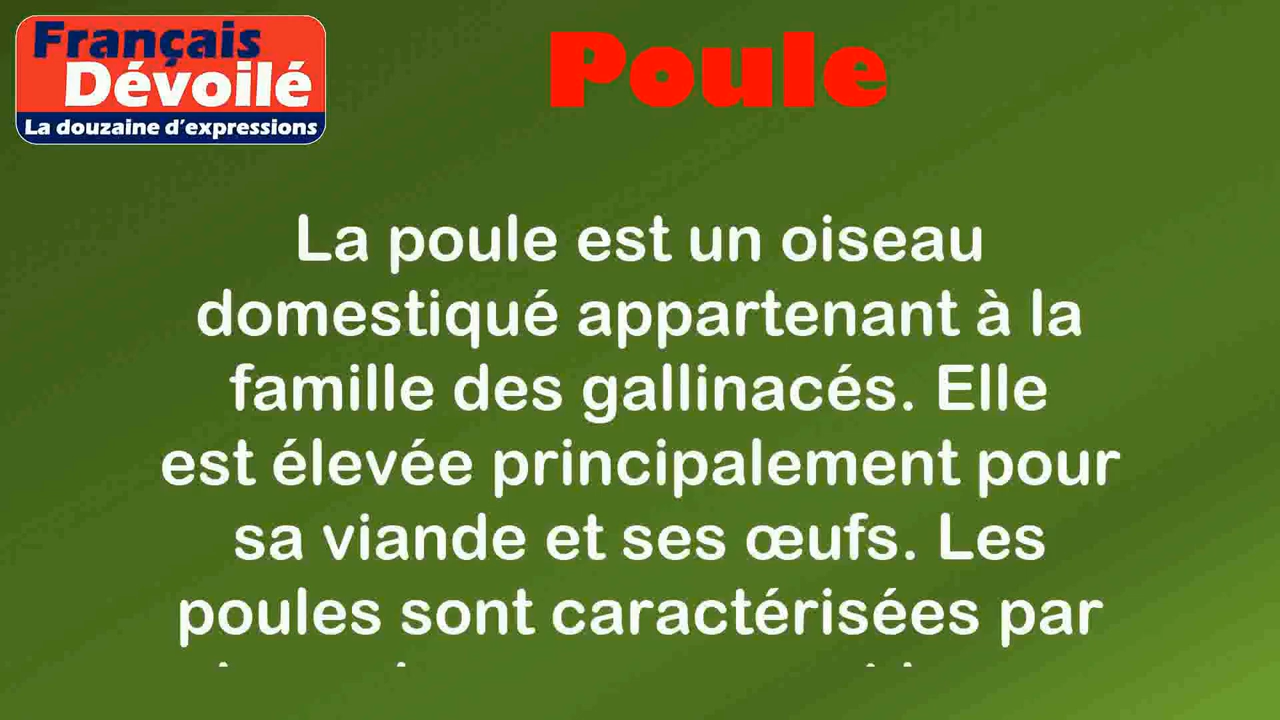 Français
Dévoilé
La douzaine d'expressions
Poule
La poule est un oiseau
domestiqué appartenant à la
famille des gallinacés. Elle
est élevée principalement pour
sa viande et ses œufs. Les
poules sont caractérisées par